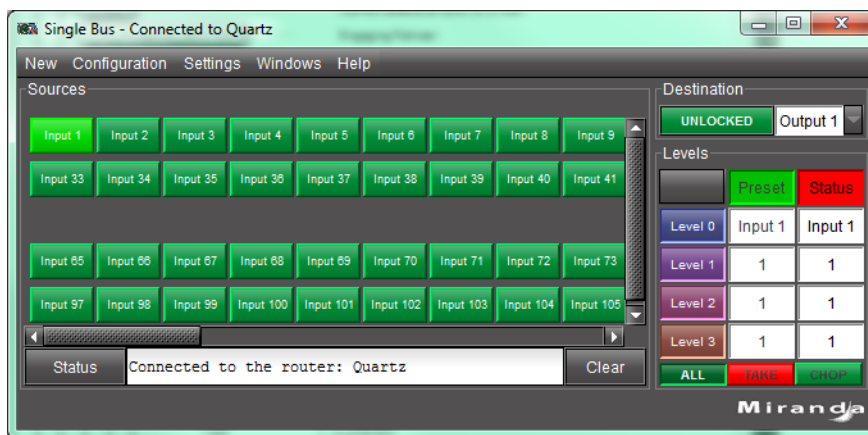 Single Bus - Connected to Quartz
New Configuration Settings Windows Help
Sources
Input 1 Input 2 Input 3 Input 4 Input 5 Input 6 Input 7 Input 8 Input 9
Input 33 Input 34 Input 35 Input 36 Input 37 Input 38 Input 39 Input 40 Input 41
Input 65 Input 66 Input 67 Input 68 Input 69 Input 70 Input 71 Input 72 Input 73
Input 97 Input 98 Input 99 Input 100 Input 101 Input 102 Input 103 Input 104 Input 105
Status Connected to the router: Quartz Clear
Destination
UNLOCKED Output 1
Levels
Preset Status
Level 0 Input 1 Input 1
Level 1 1 1
Level 2 1 1
Level 3 1 1
ALL TAKE CHOP
Miranda